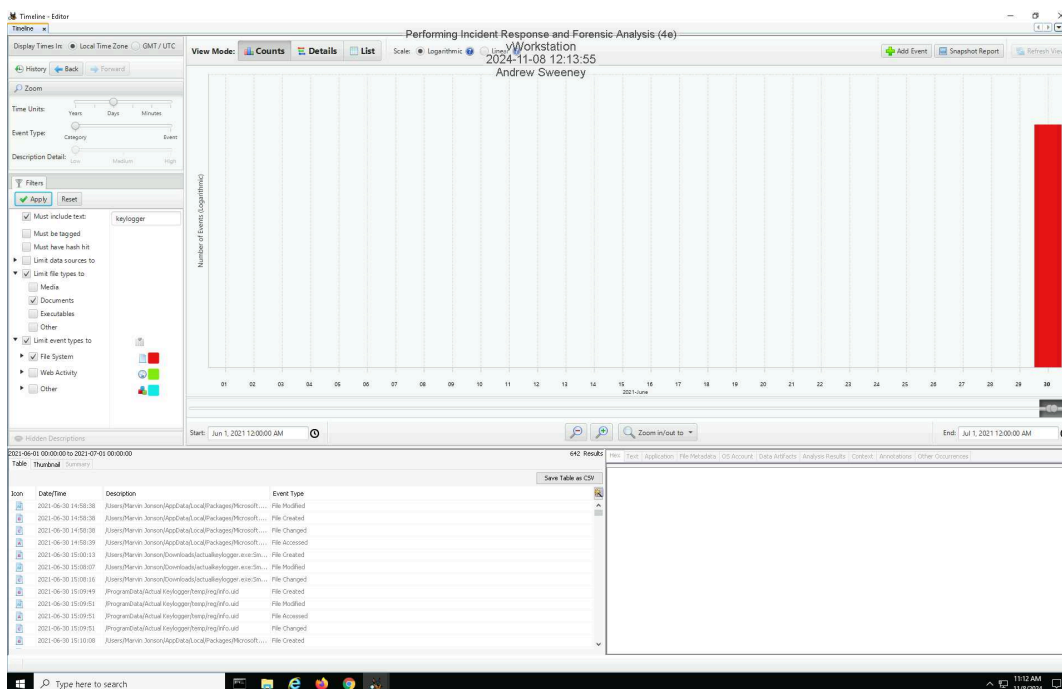 Timeline - Editor
Timeline x
Display Times In: Local Time Zone GMT / UTC
History Back Forward
Zoom
Time Units:
Years Days Minutes
Event Type:
Category Event
Description Detail:
Low Medium High
Filters
Apply Reset
Must include text: keylogger
Must be tagged
Must have hash hit
Limit data sources to
Limit file types to
Media
Documents
Executables
Other
Limit event types to
File System
Web Activity
Other
Hidden Descriptions
View Mode: Counts Details List Scale: Logarithmic Linear
Performing Incident Response and Forensic Analysis (4e)
vWorkstation
2024-11-08 12:13:55
Andrew Sweeney
Add Event Snapshot Report Refresh View
Number of Events (Logarithmic)
01 02 03 04 05 06 07 08 09 10 11 12 13 14 15 16 17 18 19 20 21 22 23 24 25 26 27 28 29 30
2021-June
Start: Jun 1, 2021 12:00:00 AM Zoom in/out to End: Jul 1, 2021 12:00:00 AM
2021-06-01 00:00:00 to 2021-07-01 00:00:00 642 Results
Table Thumbnail Summary
Save Table as CSV
Icon Date/Time Description Event Type
2021-06-30 14:58:38 /Users/Marvin Jonson/AppData/Local/Packages/Microsoft.... File Modified
2021-06-30 14:58:38 /Users/Marvin Jonson/AppData/Local/Packages/Microsoft.... File Created
2021-06-30 14:58:38 /Users/Marvin Jonson/AppData/Local/Packages/Microsoft.... File Changed
2021-06-30 14:58:39 /Users/Marvin Jonson/AppData/Local/Packages/Microsoft.... File Accessed
2021-06-30 15:00:13 /Users/Marvin Jonson/Downloads/actualkeylogger.exe:Sm... File Created
2021-06-30 15:08:07 /Users/Marvin Jonson/Downloads/actualkeylogger.exe:Sm... File Modified
2021-06-30 15:08:16 /Users/Marvin Jonson/Downloads/actualkeylogger.exe:Sm... File Changed
2021-06-30 15:09:49 /ProgramData/Actual Keylogger/temp/reg/info.uid File Created
2021-06-30 15:09:51 /ProgramData/Actual Keylogger/temp/reg/info.uid File Modified
2021-06-30 15:09:51 /ProgramData/Actual Keylogger/temp/reg/info.uid File Accessed
2021-06-30 15:09:51 /ProgramData/Actual Keylogger/temp/reg/info.uid File Changed
2021-06-30 15:10:08 /Users/Marvin Jonson/AppData/Local/Packages/Microsoft.... File Created
Hex Text Application File Metadata OS Account Data Artifacts Analysis Results Context Annotations Other Occurrences
Type here to search
11:12 AM
11/8/2024